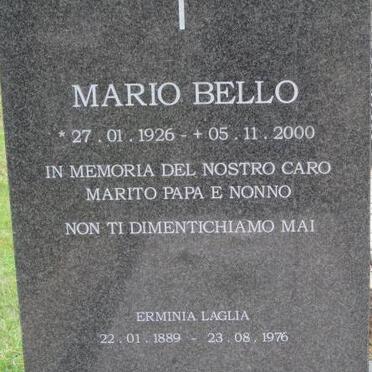 MARIO BELLO
* 27 . 01 . 1926 - + 05 . 11 . 2000
IN MEMORIA DEL NOSTRO CARO
MARITO PAPA E NONNO
NON TI DIMENTICHIAMO MAI
ERMINIA LAGLIA
22 . 01 . 1889 - 23 . 08 . 1976